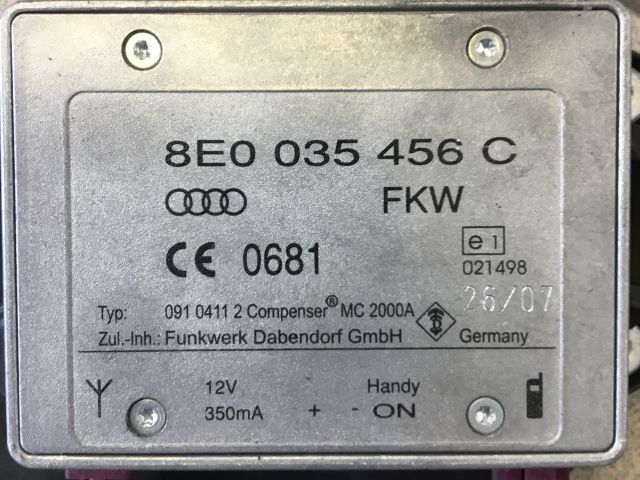 8E0 035 456 C
FKW
CE 0681
e1
021498
26/07
Typ: 091 0411 2 Compenser® MC 2000A
Zul.-Inh.: Funkwerk Dabendorf GmbH Germany
12V Handy
350mA + - ON